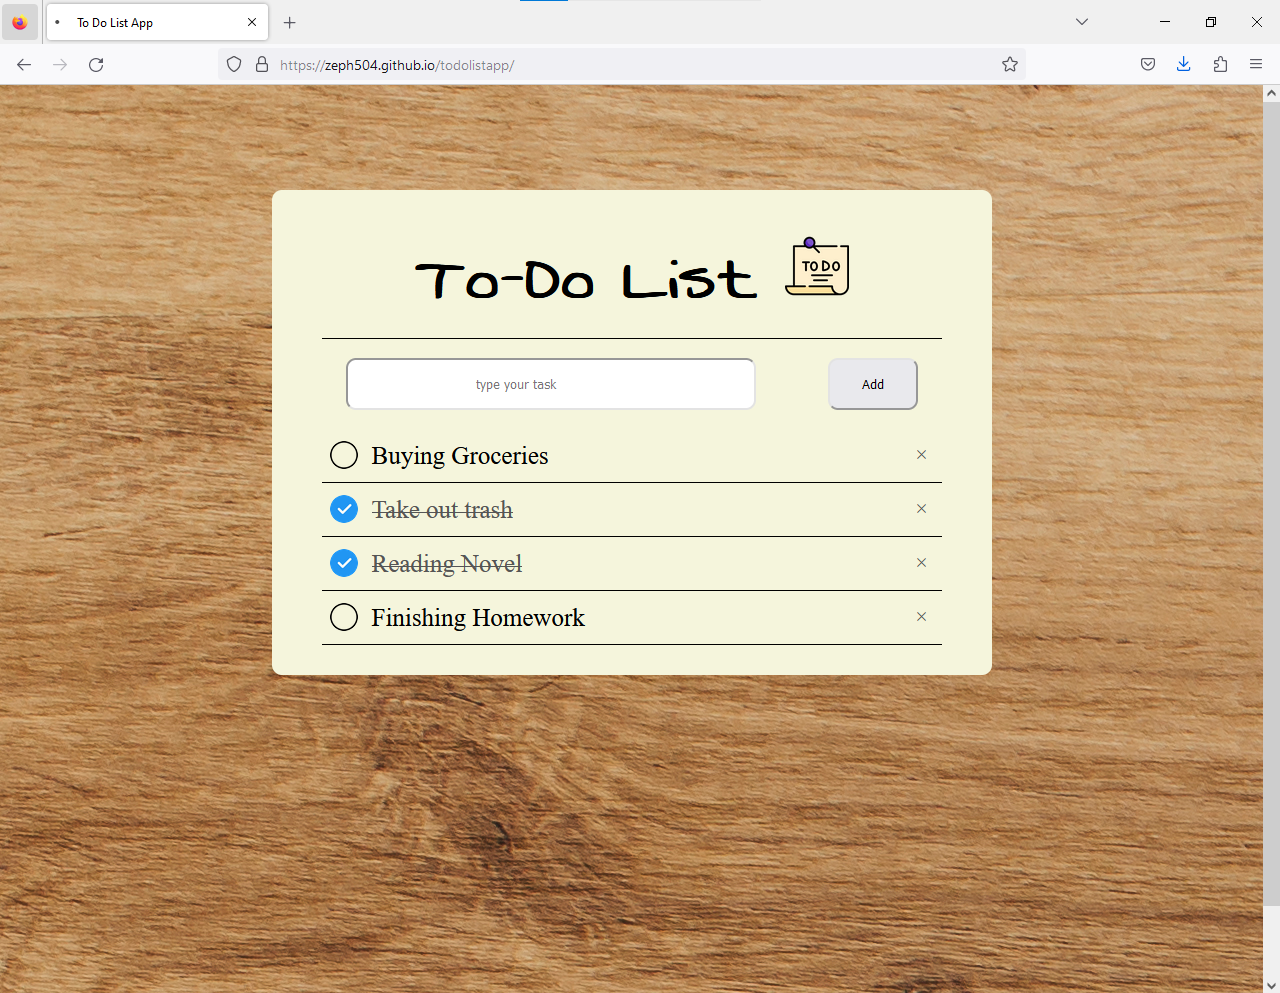 To Do List App
https://zeph504.github.io/todolistapp/
To-Do List
TO DO
type your task
Add
Buying Groceries
Take out trash
Reading Novel
Finishing Homework